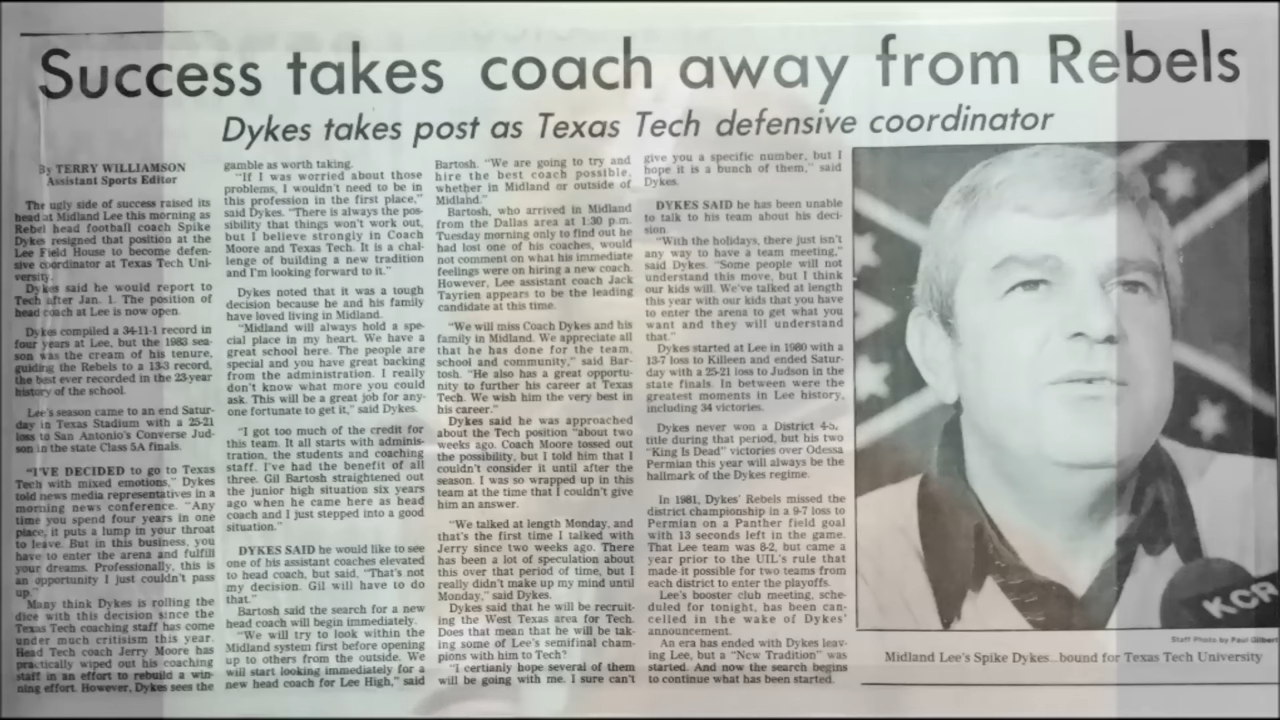 Success takes coach away from Rebels
Dykes takes post as Texas Tech defensive coordinator
By TERRY WILLIAMSON
Assistant Sports Editor
The ugly side of success raised its
head at Midland Lee this morning as
Rebel head football coach Spike
Dykes resigned that position at the
Lee Field House to become defen-
sive coordinator at Texas Tech Uni-
versity.
Dykes said he would report to
Tech after Jan. 1. The position of
head coach at Lee is now open.
Dykes compiled a 34-11-1 record in
four years at Lee, but the 1983 sea-
son was the cream of his tenure,
guiding the Rebels to a 13-3 record,
the best ever recorded in the 23-year
history of the school.
Lee's season came to an end Satur-
day in Texas Stadium with a 25-21
loss to San Antonio's Converse Jud-
son in the state Class 5A finals.
"I'VE DECIDED to go to Texas
Tech with mixed emotions," Dykes
told news media representatives in a
morning news conference. "Any
time you spend four years in one
place, it puts a lump in your throat
to leave. But in this business, you
have to enter the arena and fulfill
your dreams. Professionally, this is
an opportunity I just couldn't pass
up."
Many think Dykes is rolling the
dice with this decision since the
Texas Tech coaching staff has come
under much critisism this year.
Head Tech coach Jerry Moore has
practically wiped out his coaching
staff in an effort to rebuild a win-
ning effort. However, Dykes sees the
gamble as worth taking.
"If I was worried about those
problems, I wouldn't need to be in
this profession in the first place,"
said Dykes. "There is always the pos-
sibility that things won't work out,
but I believe strongly in Coach
Moore and Texas Tech. It is a chal-
lenge of building a new tradition
and I'm looking forward to it."
Dykes noted that it was a tough
decision because he and his family
have loved living in Midland.
"Midland will always hold a spe-
cial place in my heart. We have a
great school here. The people are
special and you have great backing
from the administration. I really
don't know what more you could
ask. This will be a great job for any-
one fortunate to get it," said Dykes.
"I got too much of the credit for
this team. It all starts with adminis-
tration, the students and coaching
staff. I've had the benefit of all
three. Gil Bartosh straightened out
the junior high situation six years
ago when he came here as head
coach and I just stepped into a good
situation."
DYKES SAID he would like to see
one of his assistant coaches elevated
to head coach, but said, "That's not
my decision. Gil will have to do
that."
Bartosh said the search for a new
head coach will begin immediately.
"We will try to look within the
Midland system first before opening
up to others from the outside. We
will start looking immediately for a
new head coach for Lee High," said
Bartosh. "We are going to try and
hire the best coach possible,
whether in Midland or outside of
Midland."
Bartosh, who arrived in Midland
from the Dallas area at 1:30 p.m.
Tuesday morning only to find out he
had lost one of his coaches, would
not comment on what his immediate
feelings were on hiring a new coach.
However, Lee assistant coach Jack
Tayrien appears to be the leading
candidate at this time.
"We will miss Coach Dykes and his
family in Midland. We appreciate all
that he has done for the team,
school and community," said Bar-
tosh. "He also has a great opportu-
nity to further his career at Texas
Tech. We wish him the very best in
his career."
Dykes said he was approached
about the Tech position "about two
weeks ago. Coach Moore tossed out
the possibility, but I told him that I
couldn't consider it until after the
season. I was so wrapped up in this
team at the time that I couldn't give
him an answer.
"We talked at length Monday, and
that's the first time I talked with
Jerry since two weeks ago. There
has been a lot of speculation about
this over that period of time, but I
really didn't make up my mind until
Monday," said Dykes.
Dykes said that he will be recruit-
ing the West Texas area for Tech.
Does that mean that he will be tak-
ing some of Lee's semifinal cham-
pions with him to Tech?
"I certianly hope several of them
will be going with me. I sure can't
give you a specific number, but I
hope it is a bunch of them," said
Dykes.
DYKES SAID he has been unable
to talk to his team about his deci-
sion.
"With the holidays, there just isn't
any way to have a team meeting,"
said Dykes. "Some people will not
understand this move, but I think
our kids will. We've talked at length
this year with our kids that you have
to enter the arena to get what you
want and they will understand
that."
Dykes started at Lee in 1980 with a
13-7 loss to Killeen and ended Satur-
day with a 25-21 loss to Judson in the
state finals. In between were the
greatest moments in Lee history,
including 34 victories.
Dykes never won a District 4-5,
title during that period, but his two
"King Is Dead" victories over Odessa
Permian this year will always be the
hallmark of the Dykes regime.
In 1981, Dykes' Rebels missed the
district championship in a 9-7 loss to
Permian on a Panther field goal
with 13 seconds left in the game.
That Lee team was 8-2, but came a
year prior to the UIL's rule that
made it possible for two teams from
each district to enter the playoffs.
Lee's booster club meeting, sche-
duled for tonight, has been can-
celled in the wake of Dykes'
announcement.
An era has ended with Dykes leav-
ing Lee, but a "New Tradition" was
started. And now the search begins
to continue what has been started.
KCR
Staff Photo by Paul Gilbert
Midland Lee's Spike Dykes...bound for Texas Tech University